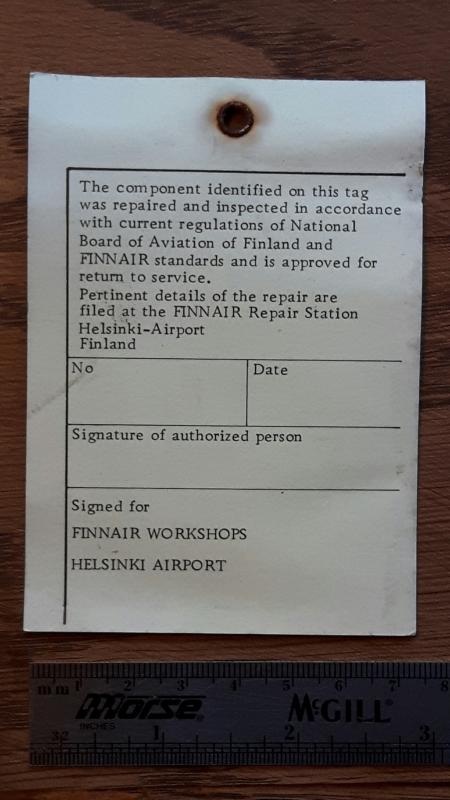 The component identified on this tag
was repaired and inspected in accordance
with current regulations of National
Board of Aviation of Finland and
FINNAIR standards and is approved for
return to service.
Pertinent details of the repair are
filed at the FINNAIR Repair Station
Helsinki-Airport
Finland
No Date
Signature of authorized person
Signed for
FINNAIR WORKSHOPS
HELSINKI AIRPORT
mm 1 2 3 4 5 6 7 8
Morse® McGILL®
INCHES
32 1 2 3